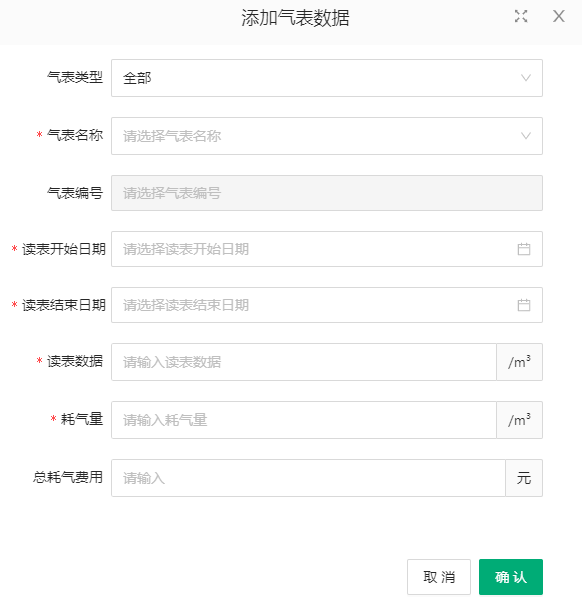 添加气表数据
气表类型 全部
* 气表名称 请选择气表名称
气表编号 请选择气表编号
* 读表开始日期 请选择读表开始日期
* 读表结束日期 请选择读表结束日期
* 读表数据 请输入读表数据 /m³
* 耗气量 请输入耗气量 /m³
总耗气费用 请输入 元
取 消 确 认